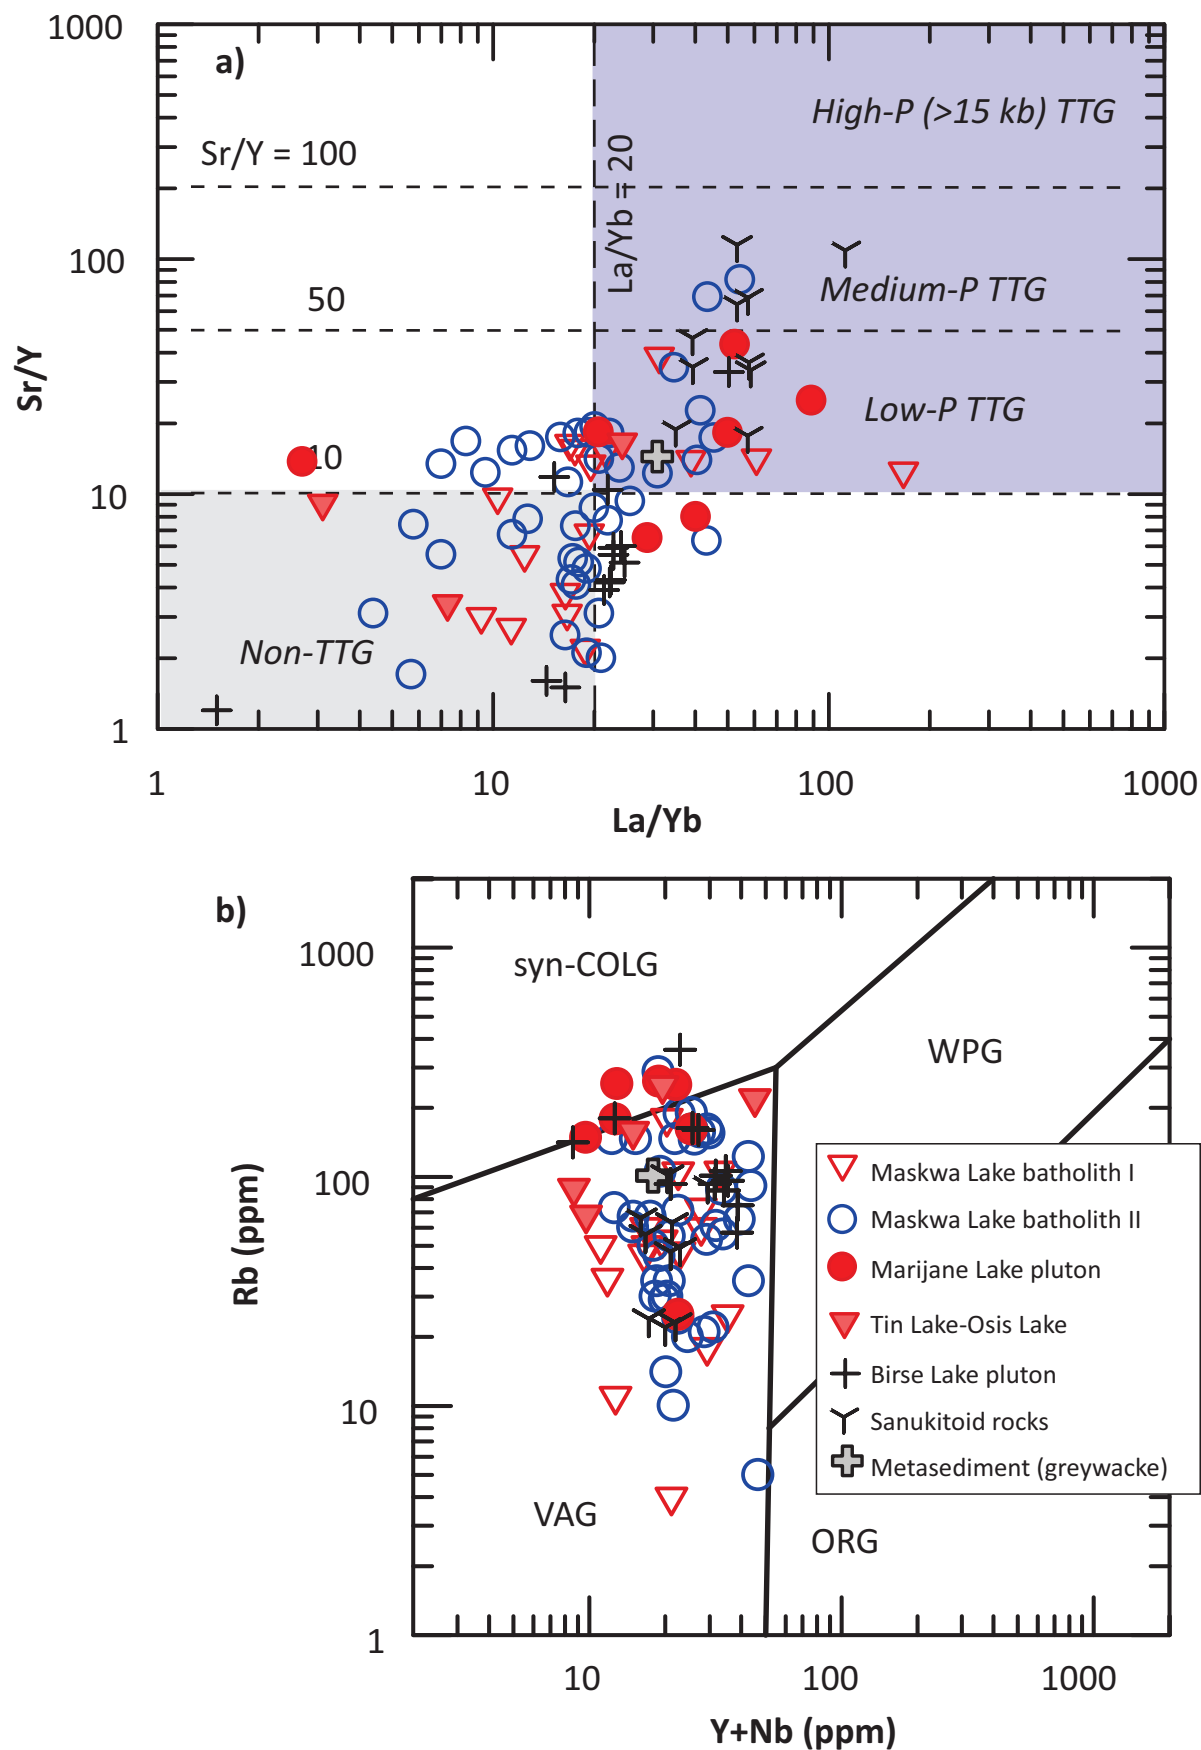 1000
a)
High-P (>15 kb) TTG
Sr/Y = 100
La/Yb = 20
100
Medium-P TTG
50
Sr/Y
Low-P TTG
10
10
Non-TTG
1
1
10
100
1000
La/Yb
b)
1000
syn-COLG
WPG
Maskwa Lake batholith I
100
Maskwa Lake batholith II
Rb (ppm)
Marijane Lake pluton
Tin Lake-Osis Lake
Birse Lake pluton
10
Sanukitoid rocks
Metasediment (greywacke)
VAG
ORG
1
10
100
1000
Y+Nb (ppm)